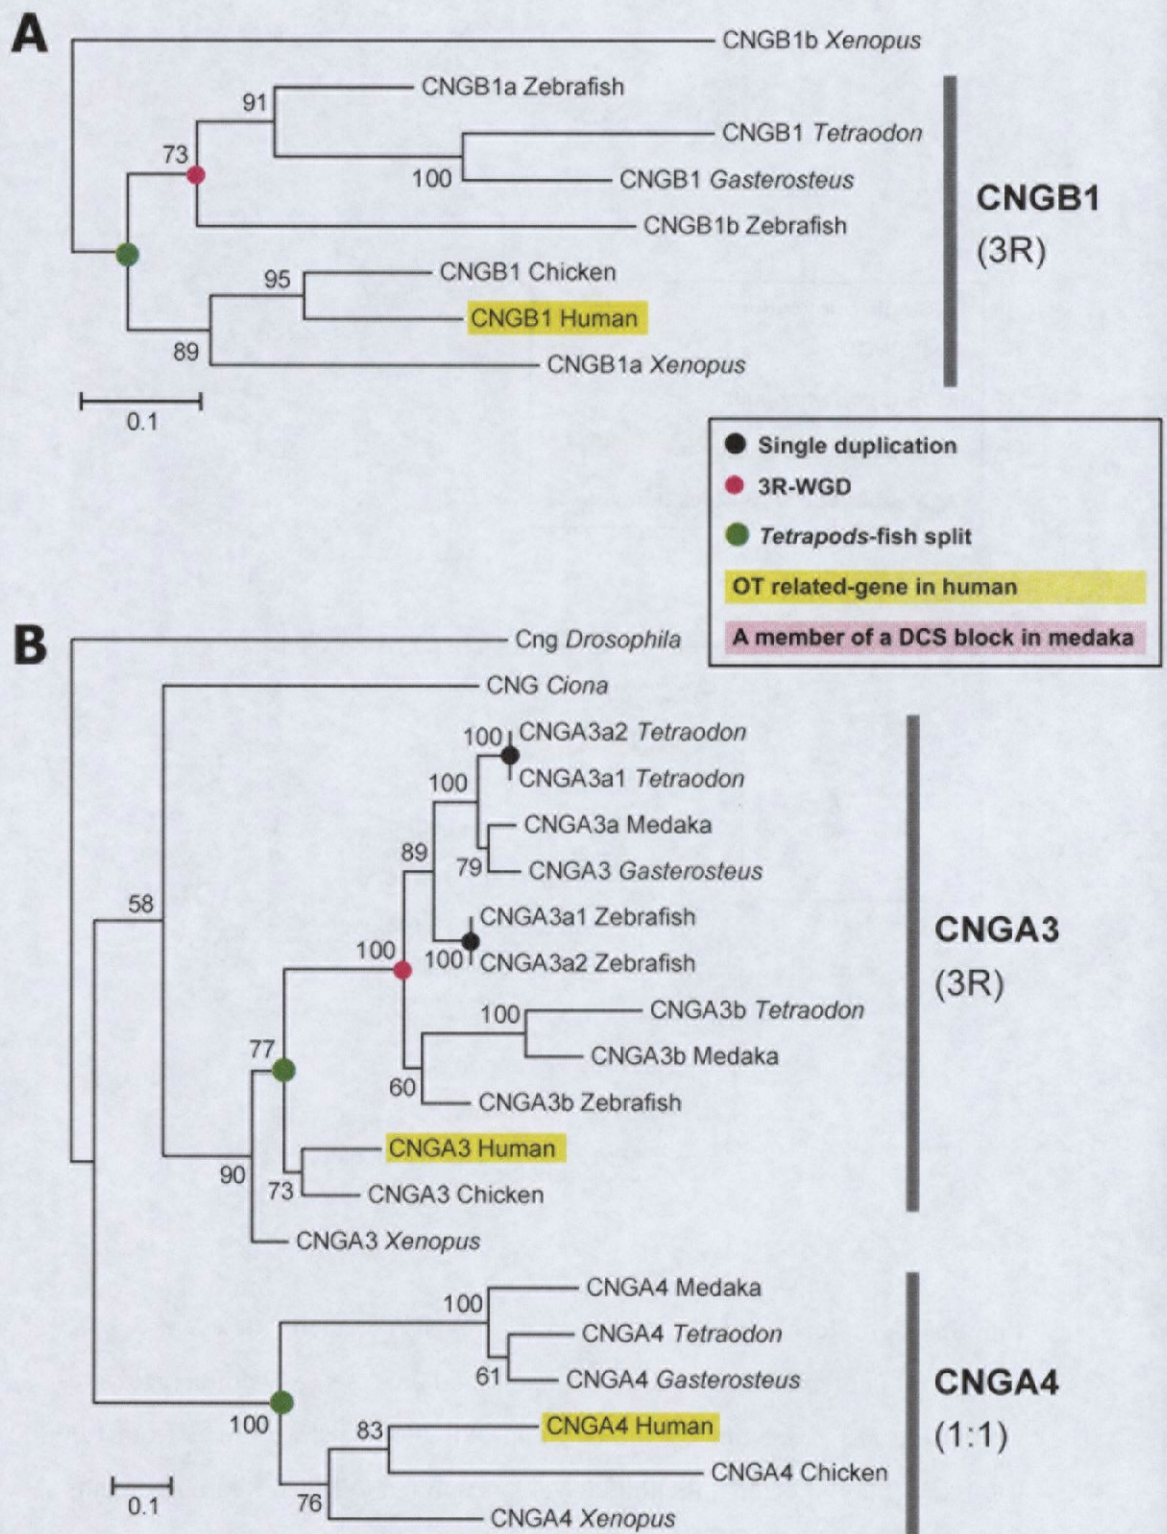 A
CNGB1b Xenopus
CNGB1a Zebrafish
91
CNGB1 Tetraodon
73
100
CNGB1 Gasterosteus
CNGB1
(3R)
CNGB1b Zebrafish
CNGB1 Chicken
95
CNGB1 Human
89
CNGB1a Xenopus
0.1
Single duplication
3R-WGD
Tetrapods-fish split
OT related-gene in human
A member of a DCS block in medaka
B
Cng Drosophila
CNG Ciona
CNGA3a2 Tetraodon
100
CNGA3a1 Tetraodon
100
CNGA3a Medaka
89
79
CNGA3 Gasterosteus
58
CNGA3a1 Zebrafish
CNGA3
(3R)
100
100
CNGA3a2 Zebrafish
100
CNGA3b Tetraodon
77
CNGA3b Medaka
60
CNGA3b Zebrafish
CNGA3 Human
90
73
CNGA3 Chicken
CNGA3 Xenopus
CNGA4 Medaka
100
CNGA4 Tetraodon
61
CNGA4 Gasterosteus
CNGA4
(1:1)
100
83
CNGA4 Human
CNGA4 Chicken
0.1
76
CNGA4 Xenopus